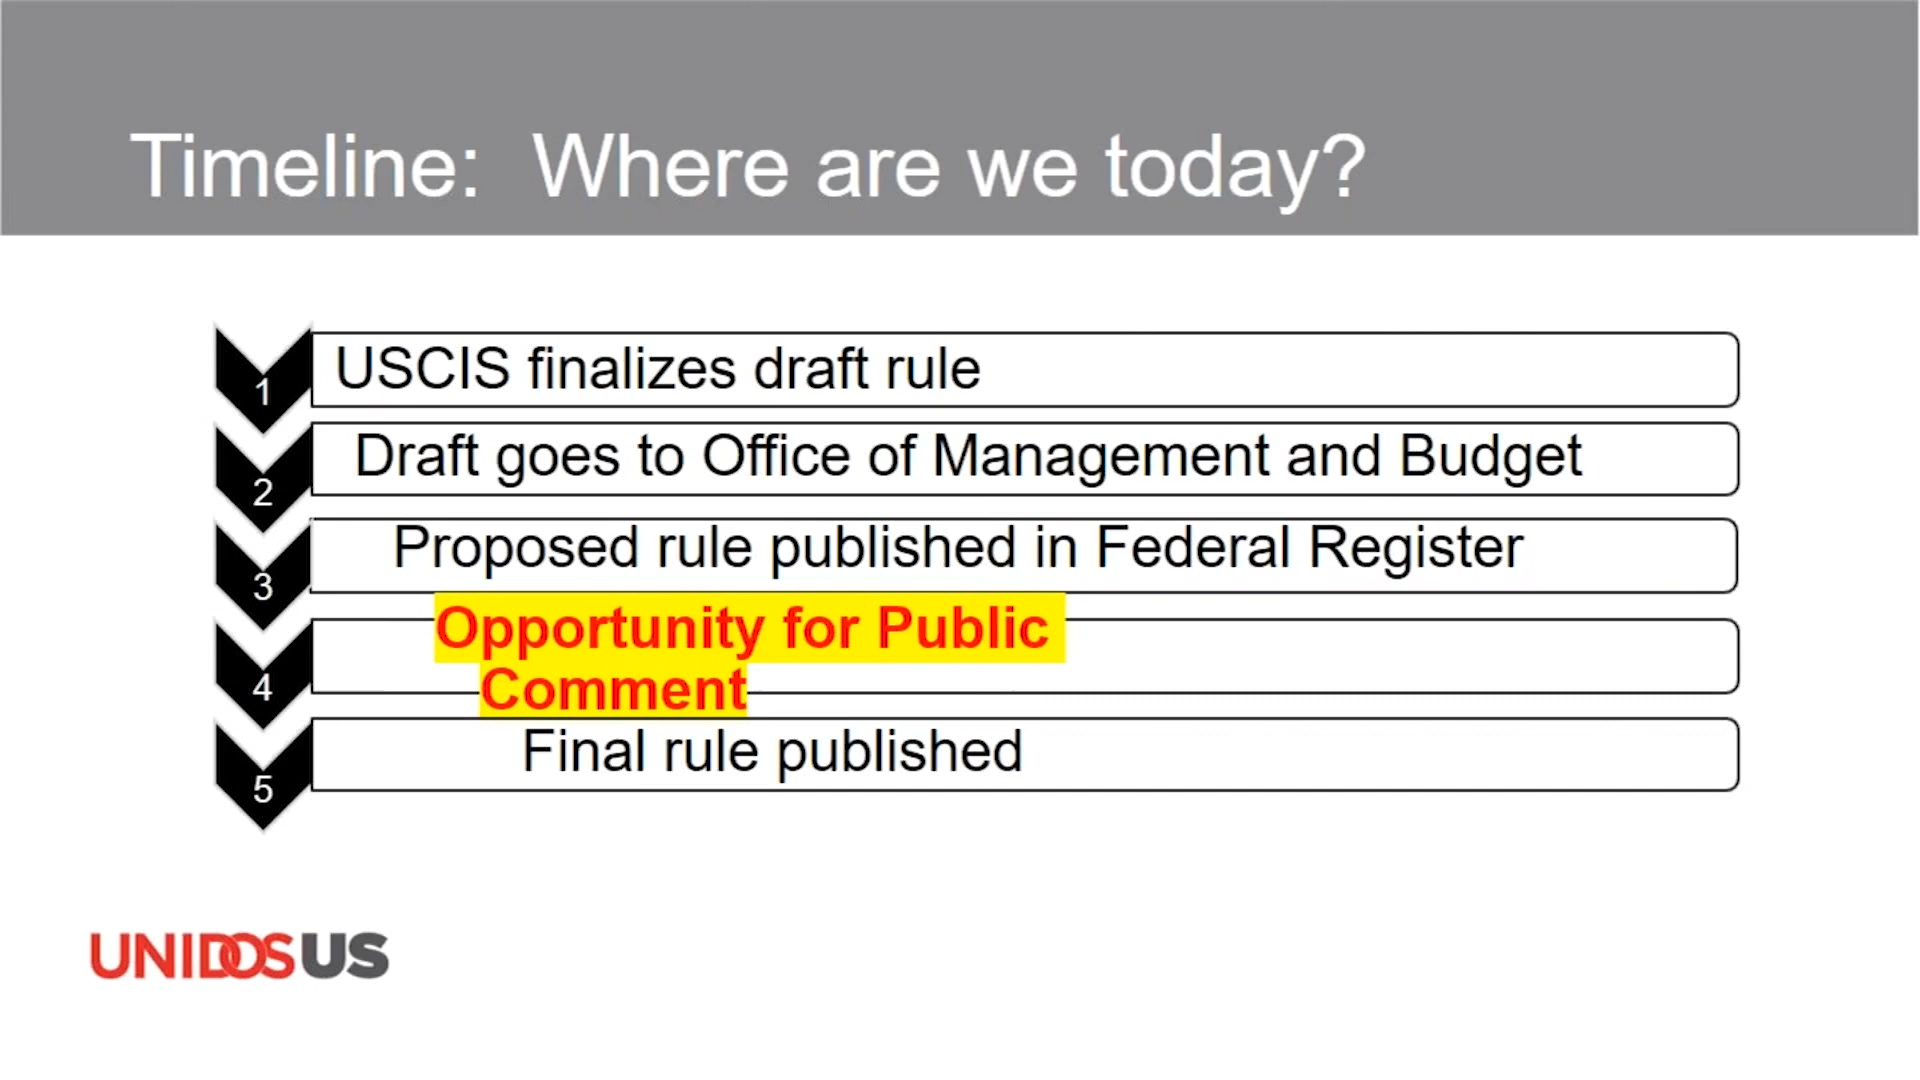 Timeline:  Where are we today?
1
USCIS finalizes draft rule
2
Draft goes to Office of Management and Budget
3
Proposed rule published in Federal Register
4
Opportunity for Public
Comment
5
Final rule published
UNIDOSUS